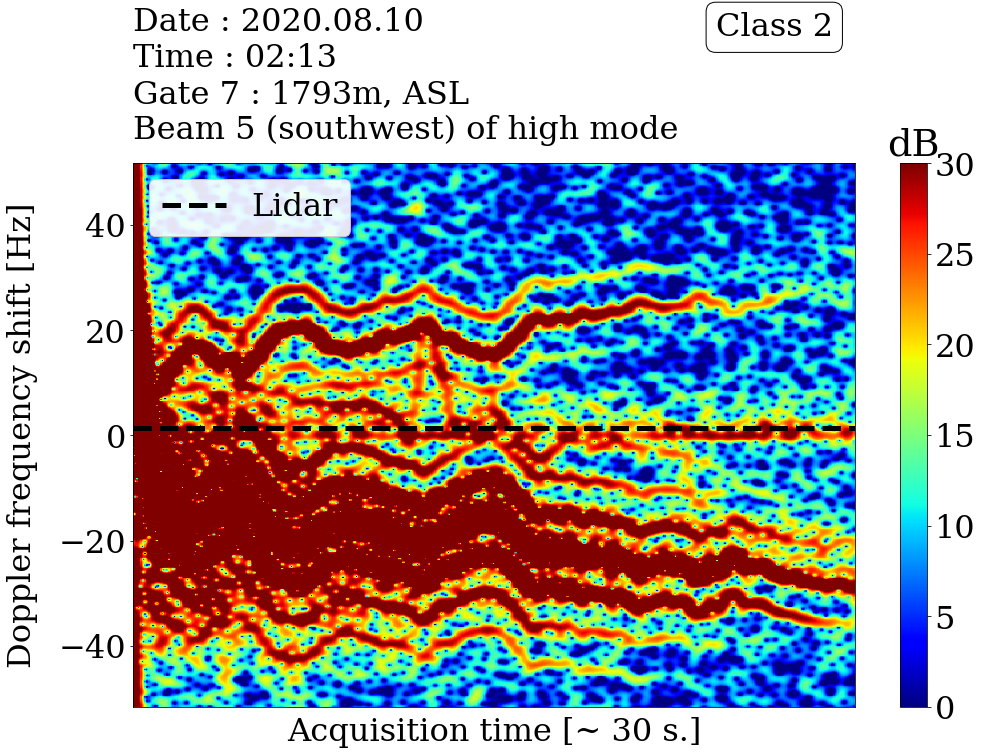 Date : 2020.08.10
Time : 02:13
Gate 7 : 1793m, ASL
Beam 5 (southwest) of high mode
Class 2
dB
Lidar
Doppler frequency shift [Hz]
40
20
0
−20
−40
30
25
20
15
10
5
0
Acquisition time [~ 30 s.]